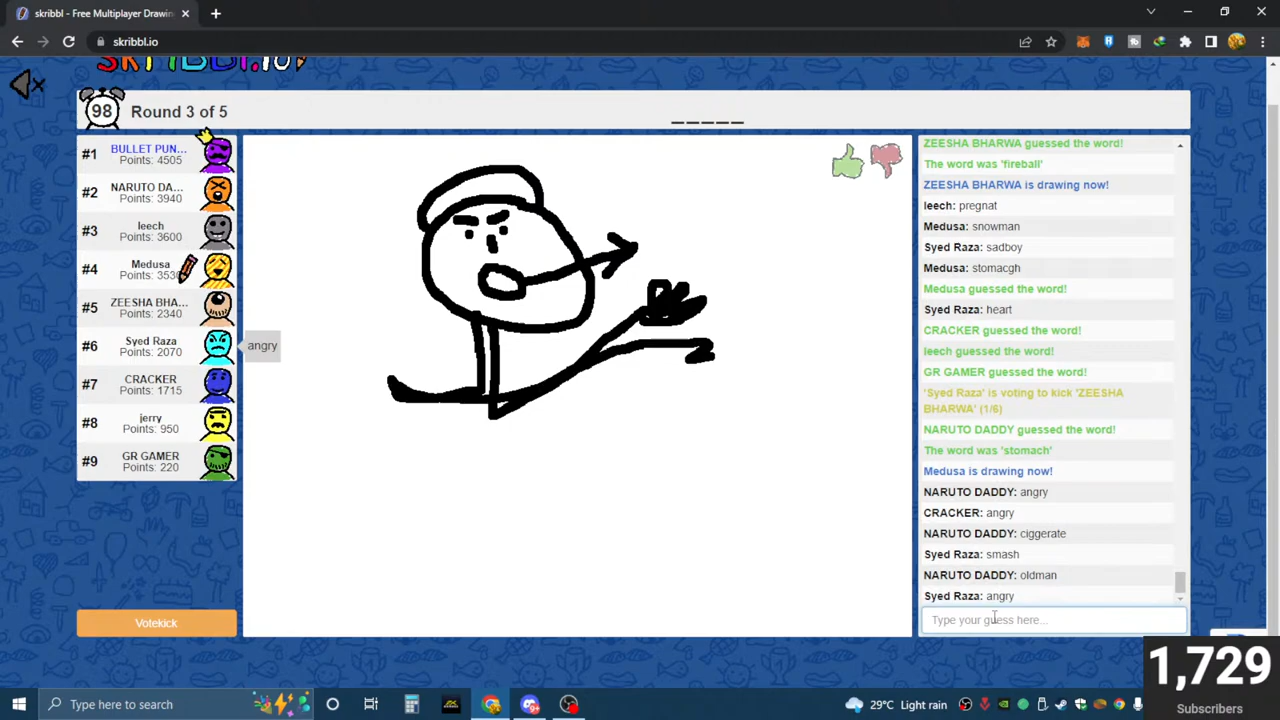 skribbl - Free Multiplayer Drawin
skribbl.io
skribbl.io
98
Round 3 of 5
_____
#1 BULLET PUN...
Points: 4505
#2 NARUTO DA...
Points: 3940
#3 leech
Points: 3600
#4 Medusa
Points: 3530
#5 ZEESHA BHA...
Points: 2340
#6 Syed Raza
Points: 2070
angry
#7 CRACKER
Points: 1715
#8 jerry
Points: 950
#9 GR GAMER
Points: 220
Votekick
ZEESHA BHARWA guessed the word!
The word was 'fireball'
ZEESHA BHARWA is drawing now!
leech: pregnat
Medusa: snowman
Syed Raza: sadboy
Medusa: stomacgh
Medusa guessed the word!
Syed Raza: heart
CRACKER guessed the word!
leech guessed the word!
GR GAMER guessed the word!
'Syed Raza' is voting to kick 'ZEESHA
BHARWA' (1/6)
NARUTO DADDY guessed the word!
The word was 'stomach'
Medusa is drawing now!
NARUTO DADDY: angry
CRACKER: angry
NARUTO DADDY: ciggerate
Syed Raza: smash
NARUTO DADDY: oldman
Syed Raza: angry
Type your guess here...
1,729
Subscribers
Type here to search
29°C Light rain